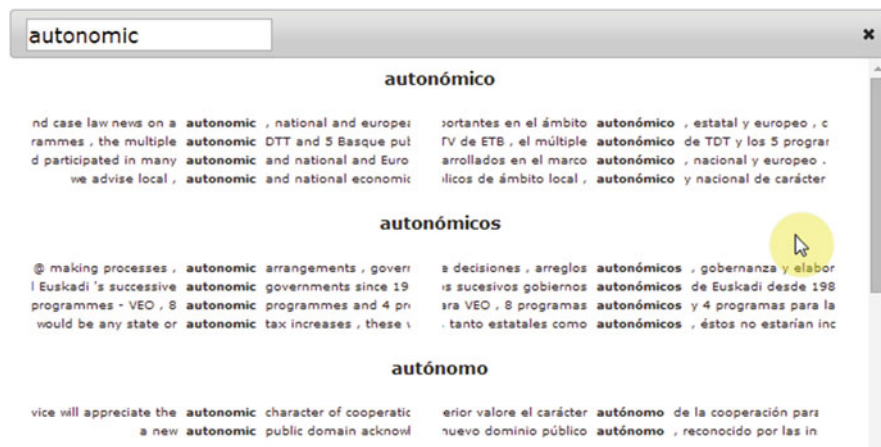 autonomic
autonómico
nd case law news on a autonomic , national and europea portantes en el ámbito autonómico , estatal y europeo , c
rammes , the multiple autonomic DTT and 5 Basque pub TV de ETB , el múltiple autonómico de TDT y los 5 program
d participated in many autonomic and national and Euro arrollados en el marco autonómico , nacional y europeo .
we advise local , autonomic and national economic licos de ámbito local , autonómico y nacional de carácter
autonómicos
@ making processes , autonomic arrangements , govern e decisiones , arreglos autonómicos , gobernanza y elabor
l Euskadi 's successive autonomic governments since 19 os sucesivos gobiernos autonómicos de Euskadi desde 198
programmes - VEO , 8 autonomic programmes and 4 pro ara VEO , 8 programas autonómicos y 4 programas para la
would be any state or autonomic tax increases , these tanto estatales como autonómicos , éstos no estarían inc
autónomo
vice will appreciate the autonomic character of cooperatic erior valore el carácter autónomo de la cooperación para
a new autonomic public domain acknowl nuevo dominio público autónomo , reconocido por las in